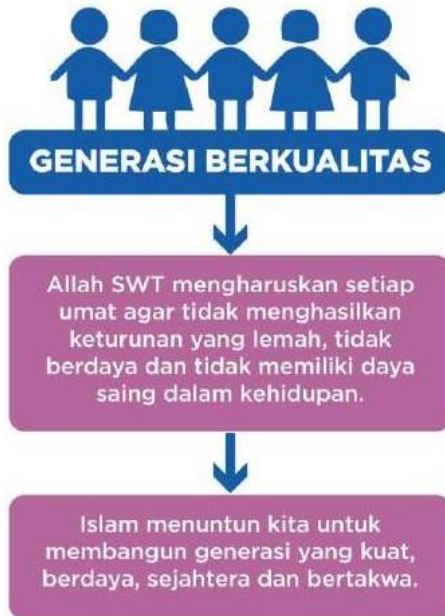 GENERASI BERKUALITAS
Allah SWT mengharuskan setiap
umat agar tidak menghasilkan
keturunan yang lemah, tidak
berdaya dan tidak memiliki daya
saing dalam kehidupan.
Islam menuntun kita untuk
membangun generasi yang kuat,
berdaya, sejahtera dan bertakwa.